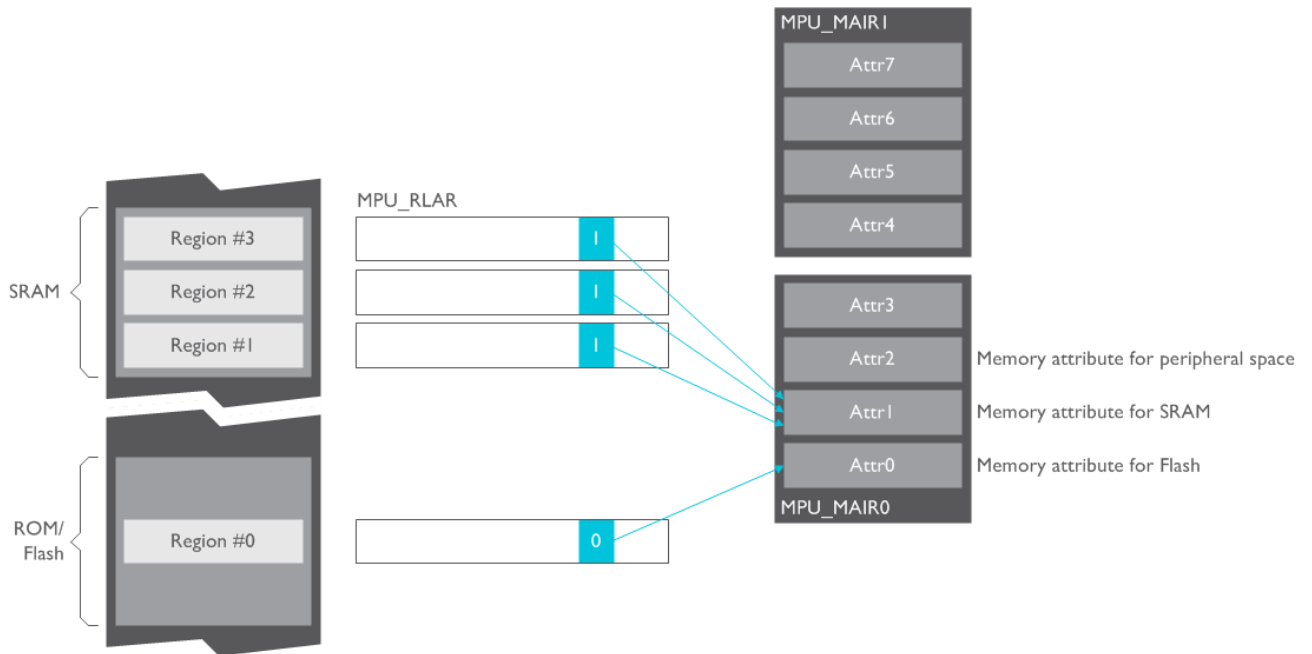 MPU_MAIR1
Attr7
Attr6
Attr5
Attr4
MPU_RLAR
SRAM
Region #3
1
Region #2
1
Region #1
1
Attr3
Attr2
Memory attribute for peripheral space
Attr1
Memory attribute for SRAM
Attr0
Memory attribute for Flash
MPU_MAIR0
ROM/
Flash
Region #0
0